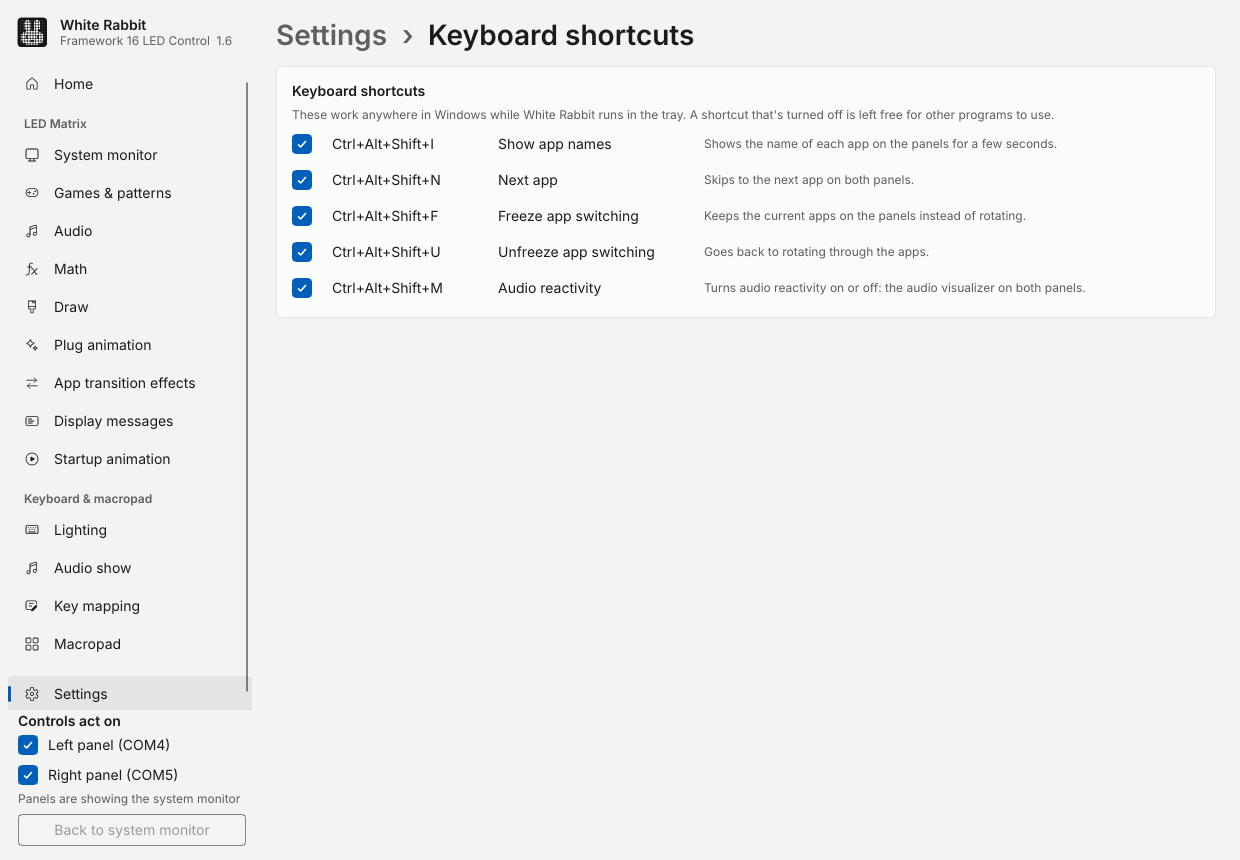 White Rabbit
Framework 16 LED Control 1.6
Home
LED Matrix
System monitor
Games & patterns
Audio
Math
Draw
Plug animation
App transition effects
Display messages
Startup animation
Keyboard & macropad
Lighting
Audio show
Key mapping
Macropad
Settings
Controls act on
Left panel (COM4)
Right panel (COM5)
Panels are showing the system monitor
Back to system monitor
Settings › Keyboard shortcuts
Keyboard shortcuts
These work anywhere in Windows while White Rabbit runs in the tray. A shortcut that's turned off is left free for other programs to use.
Ctrl+Alt+Shift+I Show app names Shows the name of each app on the panels for a few seconds.
Ctrl+Alt+Shift+N Next app Skips to the next app on both panels.
Ctrl+Alt+Shift+F Freeze app switching Keeps the current apps on the panels instead of rotating.
Ctrl+Alt+Shift+U Unfreeze app switching Goes back to rotating through the apps.
Ctrl+Alt+Shift+M Audio reactivity Turns audio reactivity on or off: the audio visualizer on both panels.